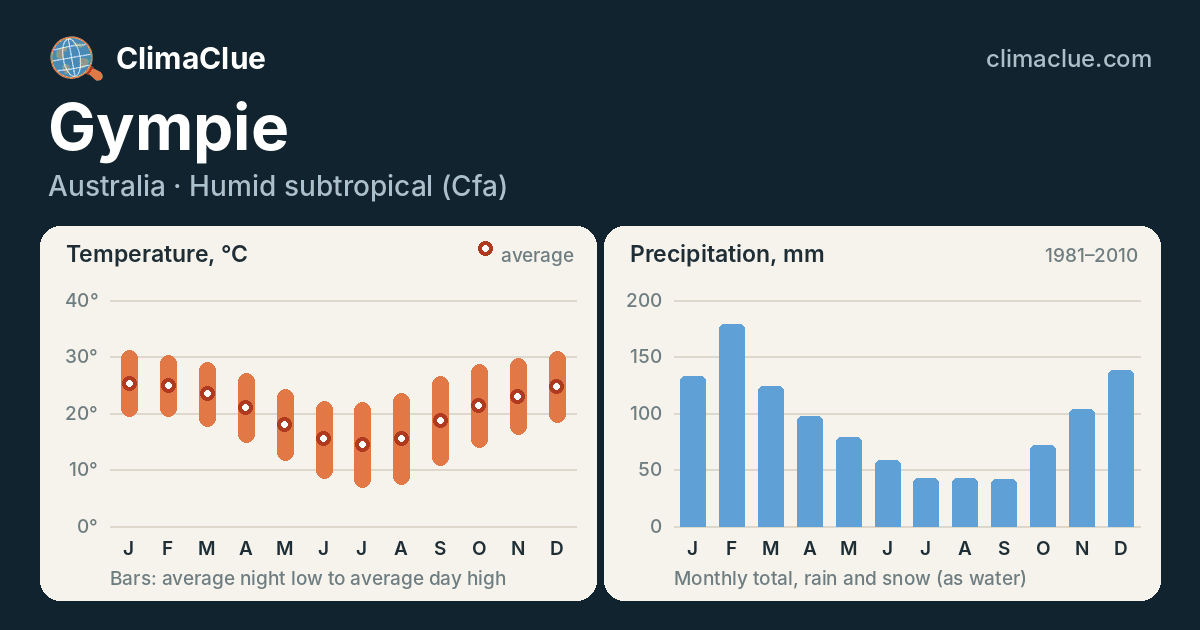 ClimaClue
climaclue.com
Gympie
Australia · Humid subtropical (Cfa)
Temperature, °C
average
40°
30°
20°
10°
0°
J F M A M J J A S O N D
Bars: average night low to average day high
Precipitation, mm
1981–2010
200
150
100
50
0
J F M A M J J A S O N D
Monthly total, rain and snow (as water)